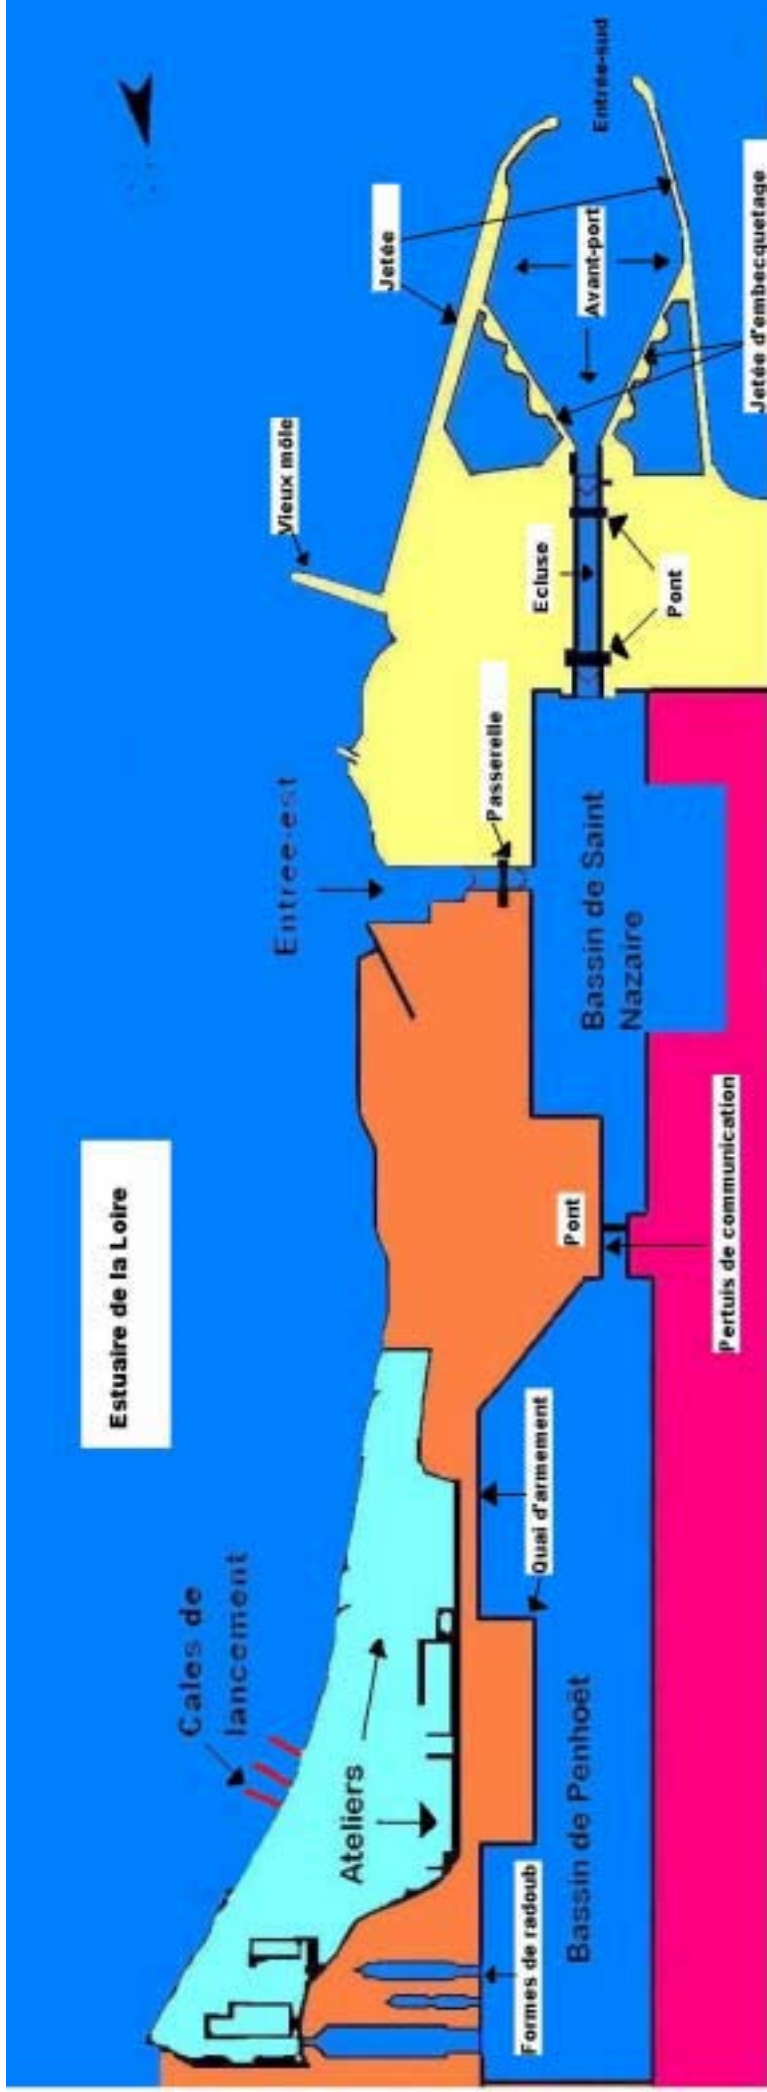 Estuaire de la Loire
Cales de
lancement
Ateliers
Formes de radoub
Bassin de Penhoët
Quai d'armement
Pont
Pertuis de communication
Entrée-est
Passerelle
Bassin de Saint
Nazaire
Vieux môle
Ecluse
Pont
Jetée
Avant-port
Entrée-sud
Jetée d'embecquetage